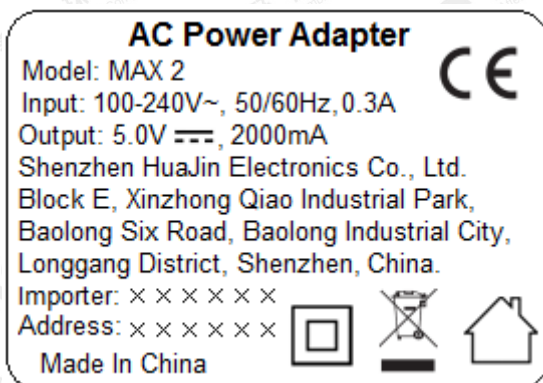 AC Power Adapter
CE
Model: MAX 2
Input: 100-240V~, 50/60Hz, 0.3A
Output: 5.0V ⎓, 2000mA
Shenzhen HuaJin Electronics Co., Ltd.
Block E, Xinzhong Qiao Industrial Park,
Baolong Six Road, Baolong Industrial City,
Longgang District, Shenzhen, China.
Importer: × × × × × ×
Address: × × × × × ×
Made In China